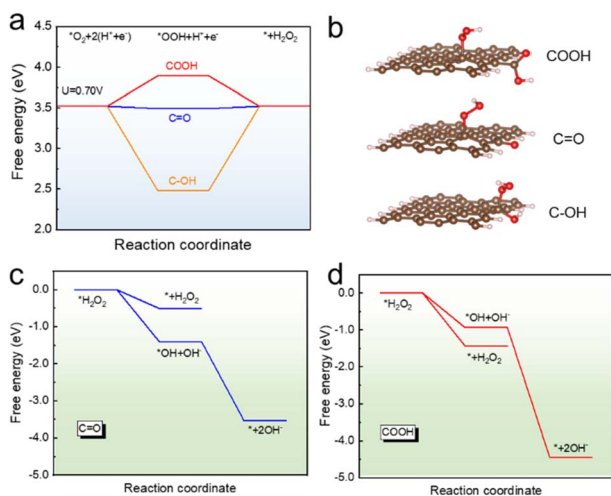 a
*O₂+2(H⁺+e⁻) *OOH+H⁺+e⁻ *+H₂O₂
4.5
4.0
3.5
3.0
2.5
2.0
Free energy (eV)
U=0.70V
COOH
C=O
C-OH
Reaction coordinate
b
COOH
C=O
C-OH
c
0.0
-1.0
-2.0
-3.0
-4.0
-5.0
Free energy (eV)
*H₂O₂
*+H₂O₂
*OH+OH⁻
*+2OH⁻
C=O
Reaction coordinate
d
0.0
-1.0
-2.0
-3.0
-4.0
-5.0
Free energy (eV)
*H₂O₂
*OH+OH⁻
*+H₂O₂
*+2OH⁻
COOH
Reaction coordinate